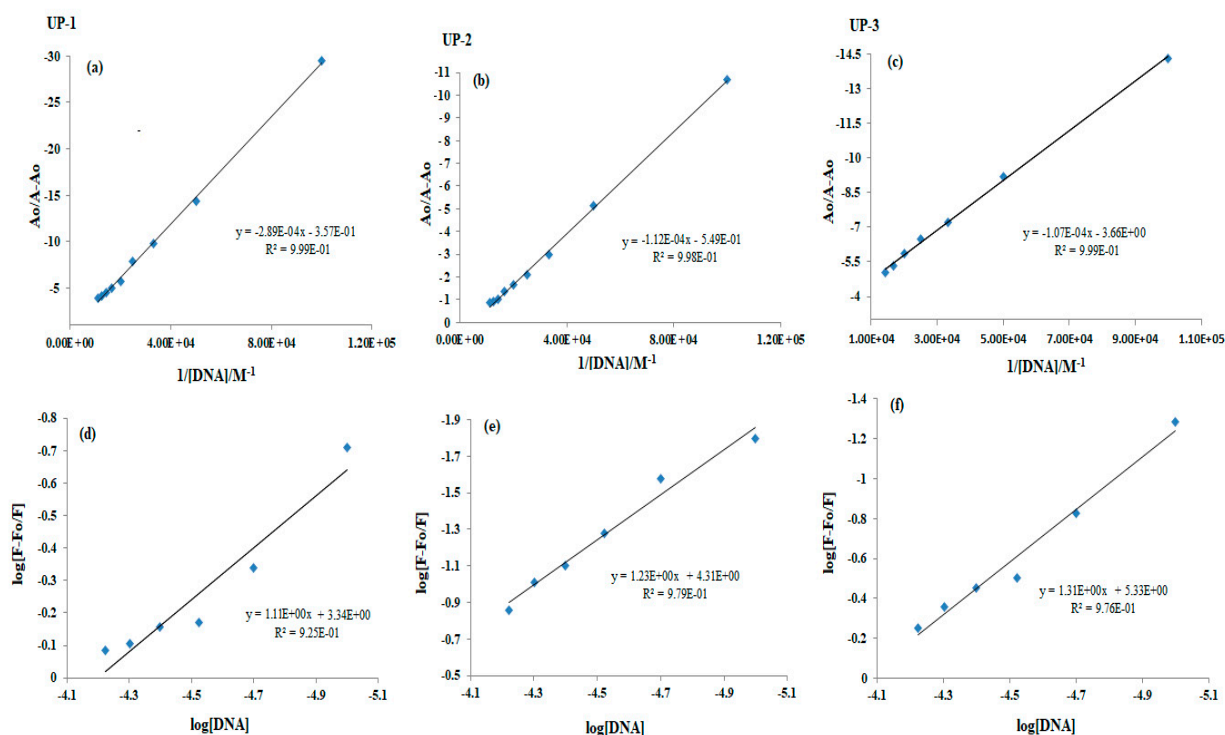 UP-1
(a)
-30
-25
-20
-15
-10
-5
Ao/A-Ao
y = -2.89E-04x - 3.57E-01
R² = 9.99E-01
0.00E+00 4.00E+04 8.00E+04 1.20E+05
1/[DNA]/M⁻¹
UP-2
(b)
-11
-10
-9
-8
-7
-6
-5
-4
-3
-2
-1
0
Ao/A-Ao
y = -1.12E-04x - 5.49E-01
R² = 9.98E-01
0.00E+00 4.00E+04 8.00E+04 1.20E+05
1/[DNA]/M⁻¹
UP-3
(c)
-14.5
-13
-11.5
-10
-8.5
-7
-5.5
-4
Ao/A-Ao
y = -1.07E-04x - 3.66E+00
R² = 9.99E-01
1.00E+04 3.00E+04 5.00E+04 7.00E+04 9.00E+04 1.10E+05
1/[DNA]/M⁻¹
(d)
-0.8
-0.7
-0.6
-0.5
-0.4
-0.3
-0.2
-0.1
0
log[F-Fo/F]
y = 1.11E+00x + 3.34E+00
R² = 9.25E-01
-4.1 -4.3 -4.5 -4.7 -4.9 -5.1
log[DNA]
(e)
-1.9
-1.7
-1.5
-1.3
-1.1
-0.9
-0.7
-0.5
log[F-Fo/F]
y = 1.23E+00x + 4.31E+00
R² = 9.79E-01
-4.1 -4.3 -4.5 -4.7 -4.9 -5.1
log[DNA]
(f)
-1.4
-1.2
-1
-0.8
-0.6
-0.4
-0.2
0
log[F-Fo/F]
y = 1.31E+00x + 5.33E+00
R² = 9.76E-01
-4.1 -4.3 -4.5 -4.7 -4.9 -5.1
log[DNA]